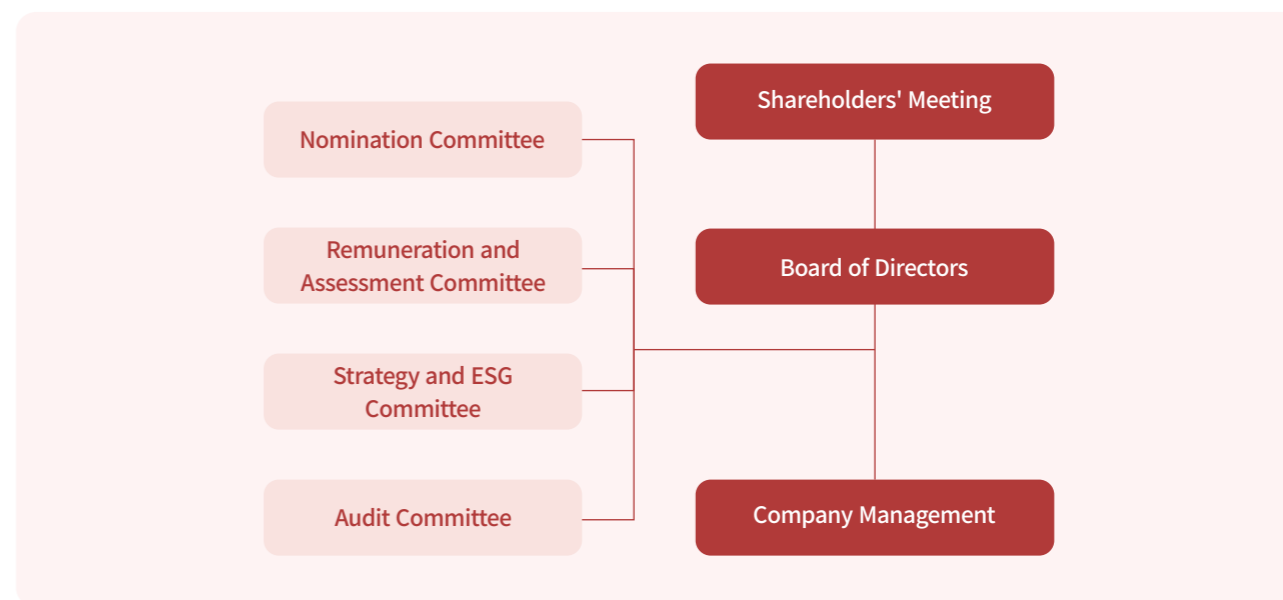 Shareholders' Meeting
Nomination Committee
Remuneration and
Assessment Committee
Board of Directors
Strategy and ESG
Committee
Audit Committee
Company Management